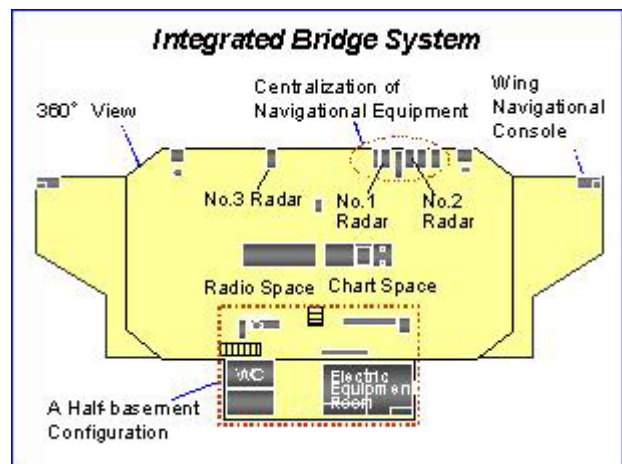 Integrated Bridge System
Centralization of
Navigational Equipment
Wing
Navigational
Console
360° View
No.3 Radar
No.1
Radar
No.2
Radar
Radio Space
Chart Space
WC
Electric
Equipment
Room
A Half-basement
Configuration